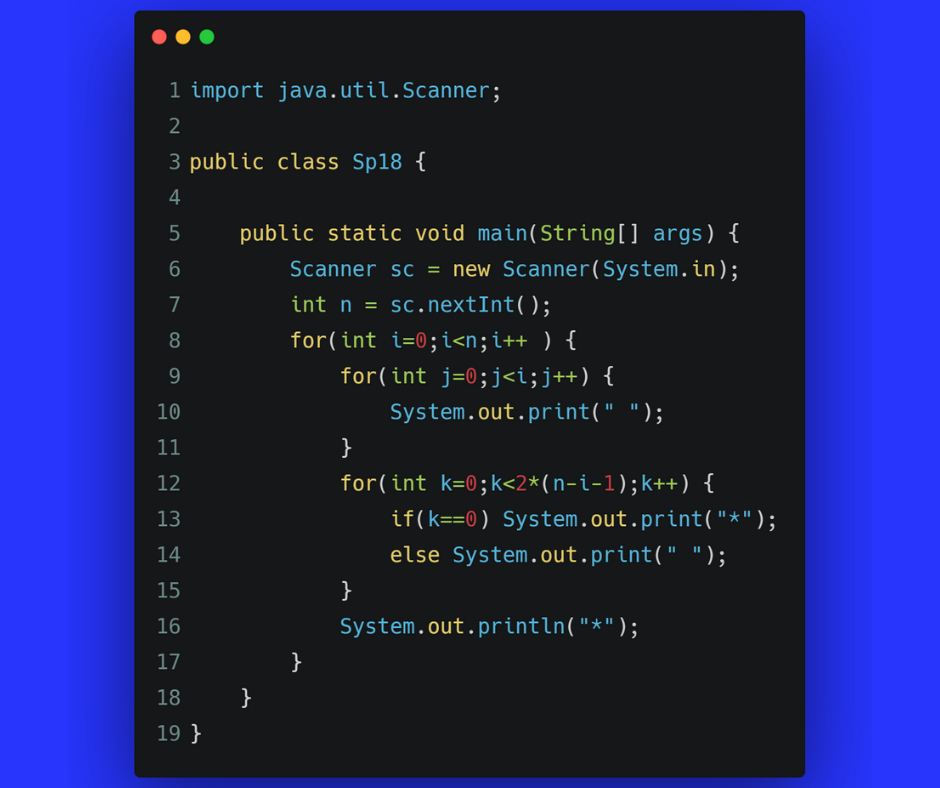 1 import java.util.Scanner;
2
3 public class Sp18 {
4
5     public static void main(String[] args) {
6         Scanner sc = new Scanner(System.in);
7         int n = sc.nextInt();
8         for(int i=0;i<n;i++ ) {
9             for(int j=0;j<i;j++) {
10                 System.out.print(" ");
11             }
12             for(int k=0;k<2*(n-i-1);k++) {
13                 if(k==0) System.out.print("*");
14                 else System.out.print(" ");
15             }
16             System.out.println("*");
17         }
18     }
19 }